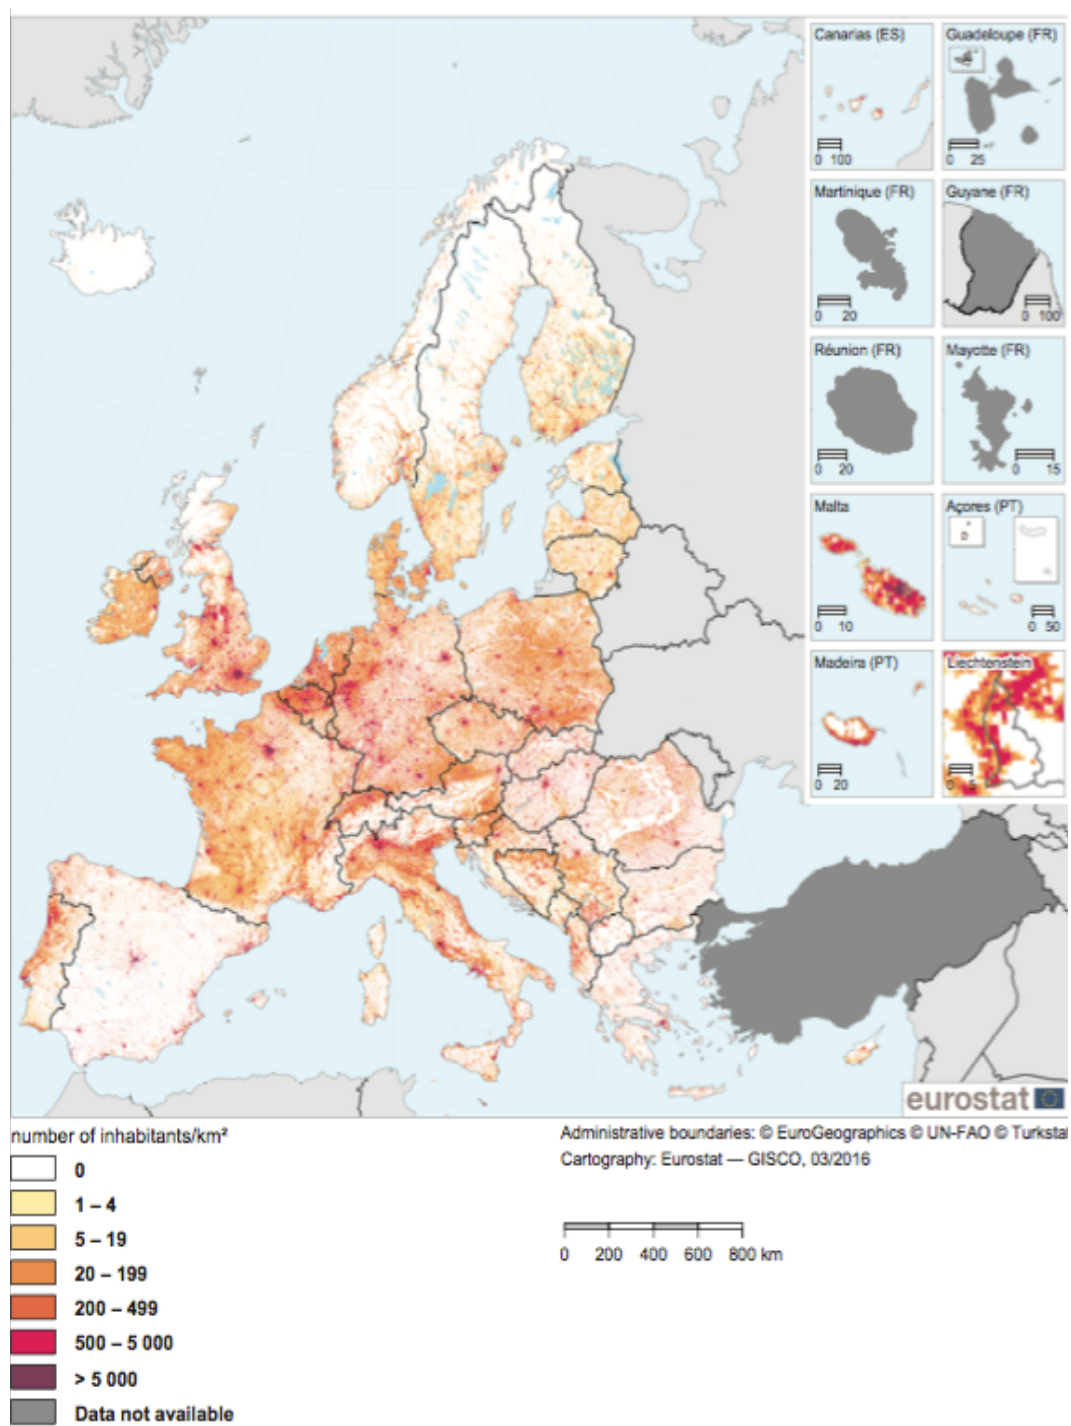 Canarias (ES)
0 100
Guadeloupe (FR)
0 25
Martinique (FR)
0 20
Guyane (FR)
0 100
Réunion (FR)
0 20
Mayotte (FR)
0 15
Malta
0 10
Açores (PT)
0 50
Madeira (PT)
0 20
Liechtenstein
0
eurostat
number of inhabitants/km²
0
1 – 4
5 – 19
20 – 199
200 – 499
500 – 5 000
> 5 000
Data not available
Administrative boundaries: © EuroGeographics © UN-FAO © Turkstat
Cartography: Eurostat — GISCO, 03/2016
0 200 400 600 800 km